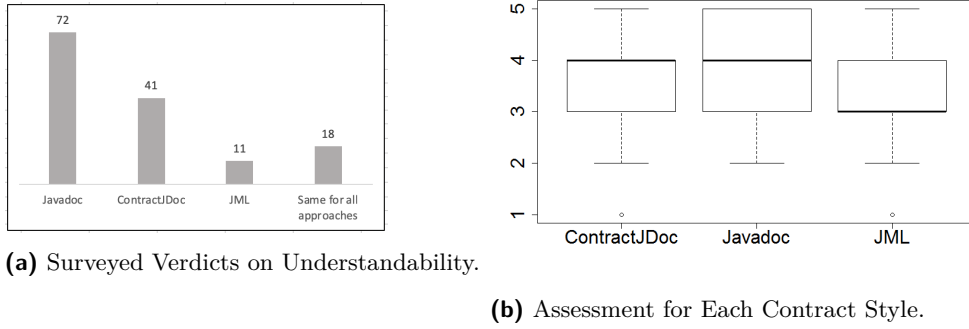 72
41
11
18
Javadoc
ContractJDoc
JML
Same for all
approaches
(a) Surveyed Verdicts on Understandability.
5
4
3
2
1
ContractJDoc
Javadoc
JML
(b) Assessment for Each Contract Style.